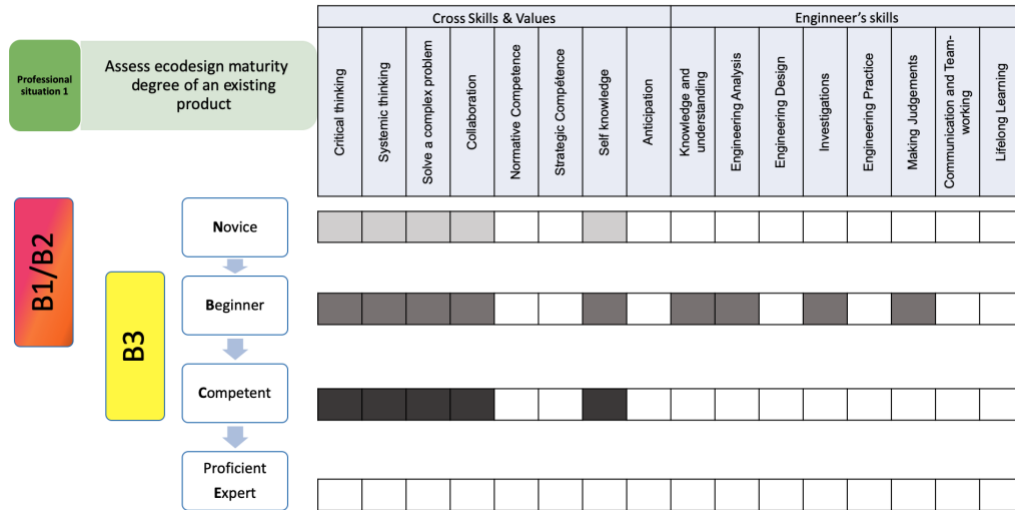 Cross Skills & Values
Enginneer's skills
Professional
situation 1
Assess ecodesign maturity
degree of an existing
product
Critical thinking
Systemic thinking
Solve a complex problem
Collaboration
Normative Competence
Strategic Compétence
Self knowledge
Anticipation
Knowledge and
understanding
Engineering Analysis
Engineering Design
Investigations
Engineering Practice
Making Judgements
Communication and Team-
working
Lifelong Learning
B1/B2
B3
Novice
Beginner
Competent
Proficient
Expert